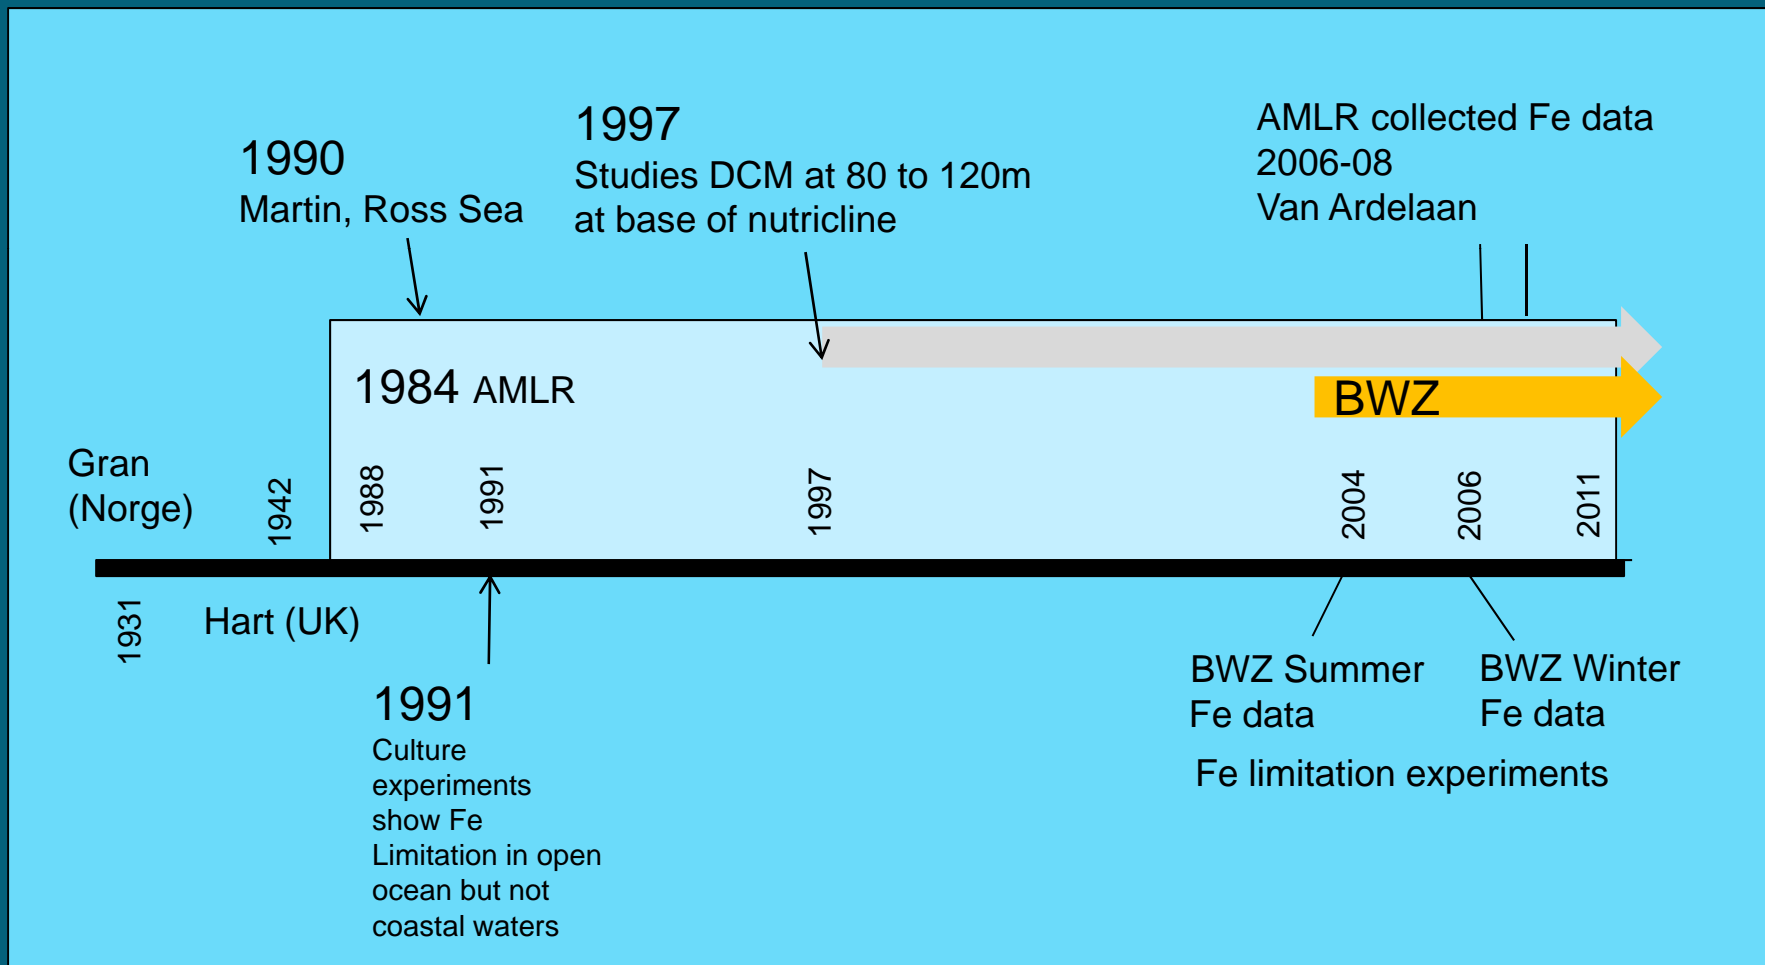 1990
Martin, Ross Sea
1997
Studies DCM at 80 to 120m
at base of nutricline
AMLR collected Fe data
2006-08
Van Ardelaan
1984 AMLR
BWZ
Gran
(Norge)
1942
1988
1991
1997
2004
2006
2011
1931
Hart (UK)
1991
Culture
experiments
show Fe
Limitation in open
ocean but not
coastal waters
BWZ Summer
Fe data
BWZ Winter
Fe data
Fe limitation experiments